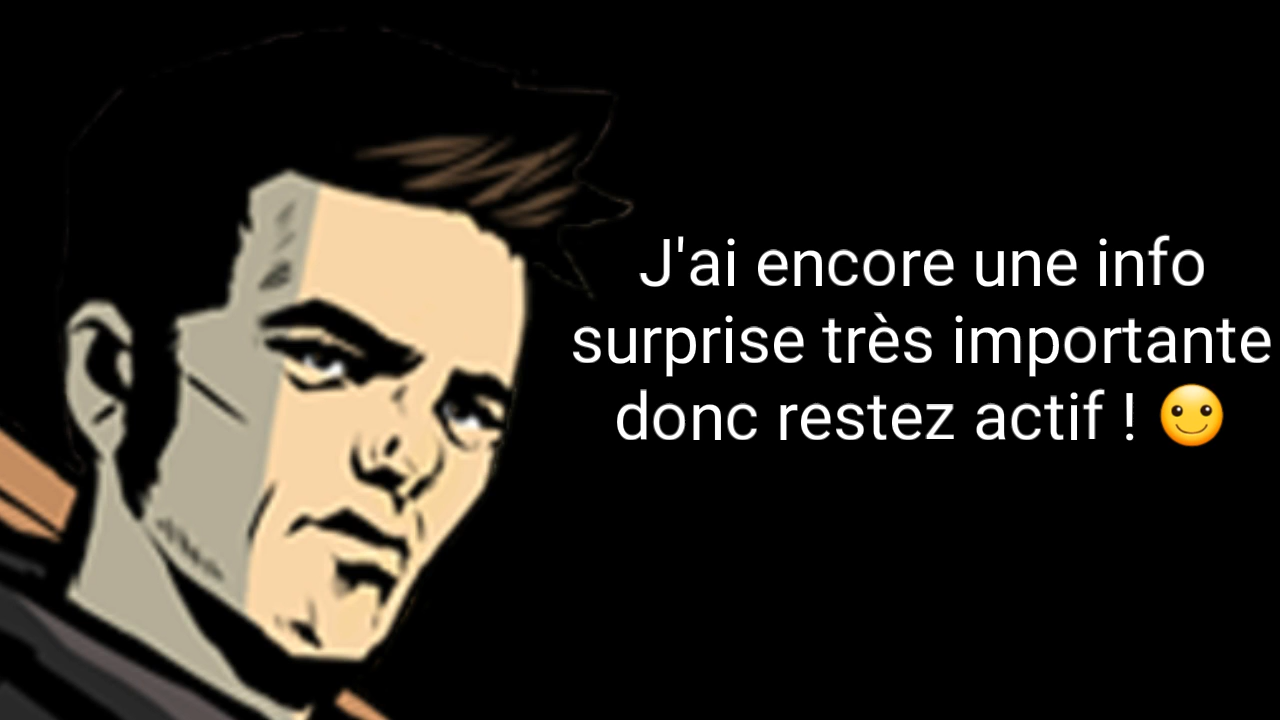 J'ai encore une info
surprise très importante
donc restez actif ! 🙂